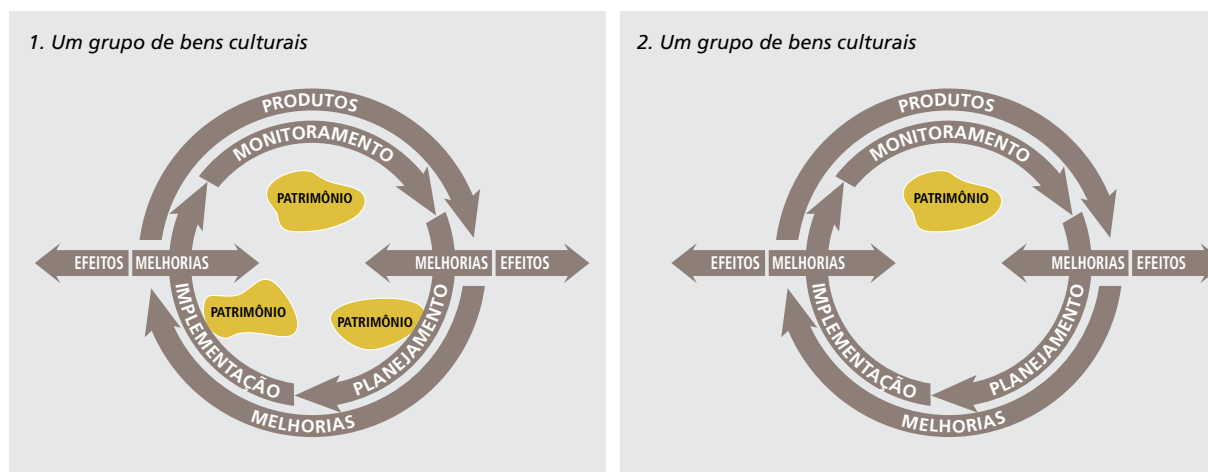 1. Um grupo de bens culturais
PRODUTOS
MONITORAMENTO
PATRIMÔNIO
EFEITOS MELHORIAS
MELHORIAS EFEITOS
PATRIMÔNIO
PATRIMÔNIO
IMPLEMENTAÇÃO
PLANEJAMENTO
MELHORIAS
2. Um grupo de bens culturais
PRODUTOS
MONITORAMENTO
PATRIMÔNIO
EFEITOS MELHORIAS
MELHORIAS EFEITOS
IMPLEMENTAÇÃO
PLANEJAMENTO
MELHORIAS